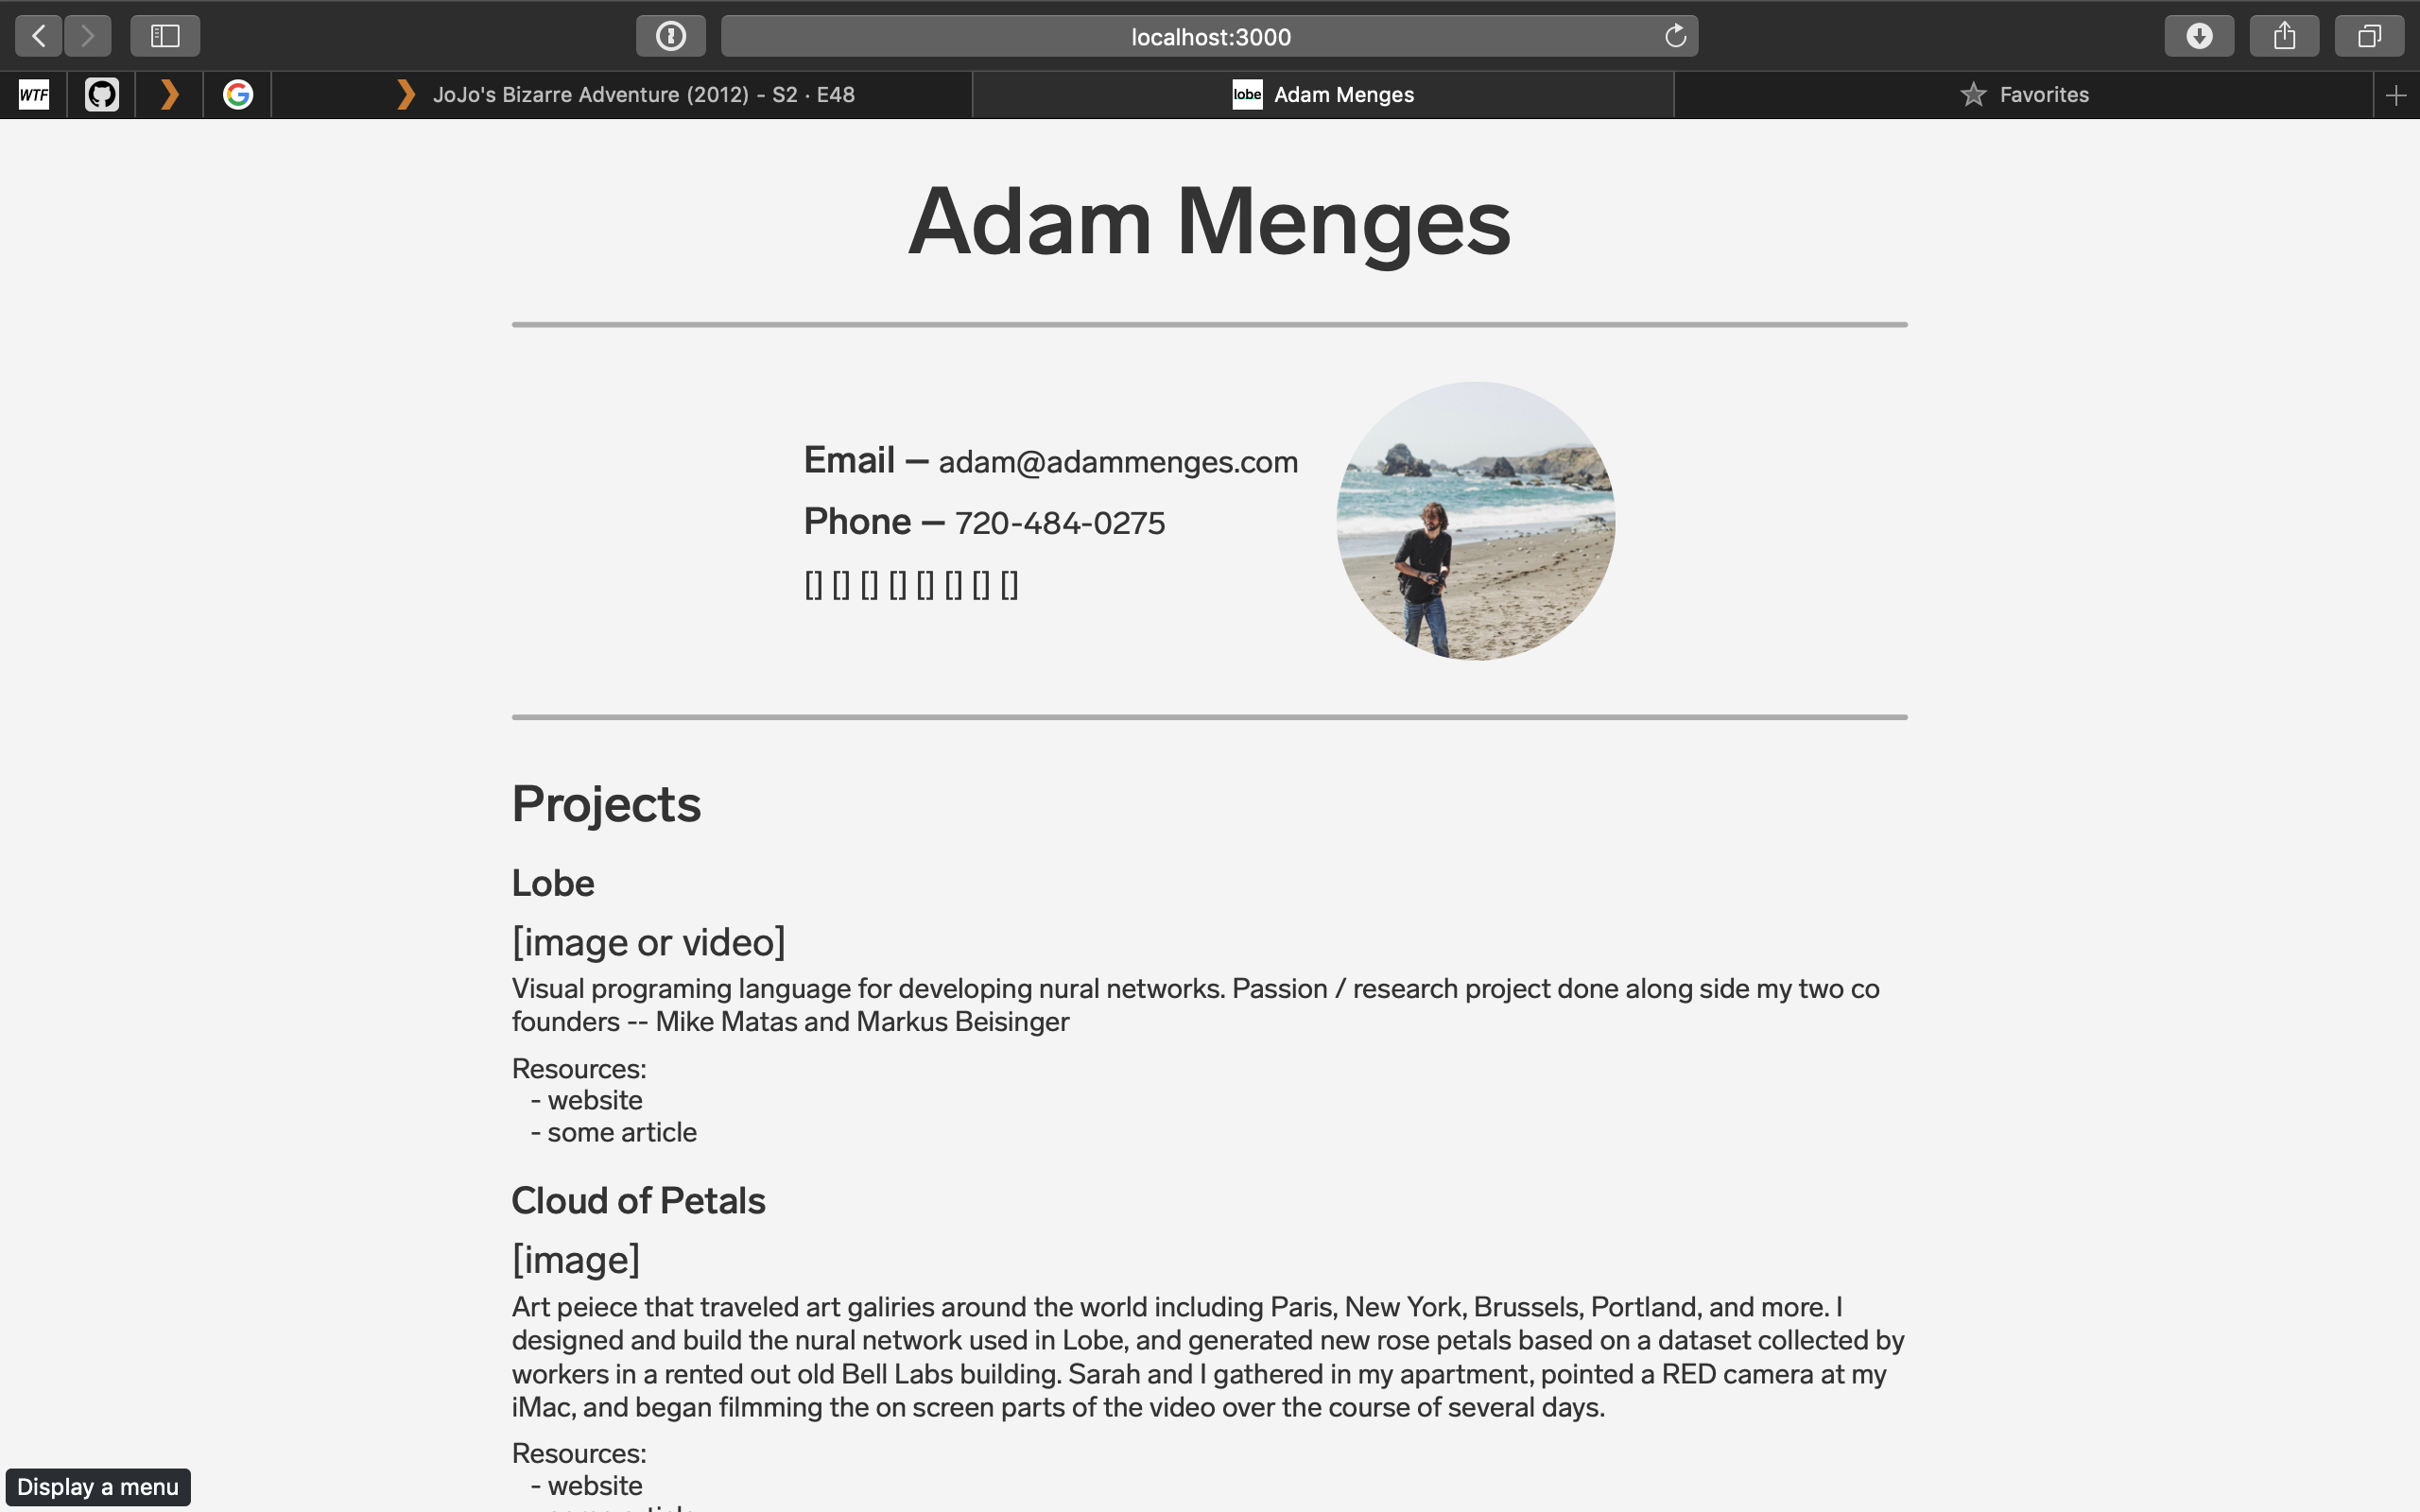 localhost:3000
WTF
JoJo's Bizarre Adventure (2012) - S2 · E48
lobe Adam Menges
Favorites
Adam Menges
Email — adam@adammenges.com
Phone — 720-484-0275
[] [] [] [] [] [] [] []
Projects
Lobe
[image or video]
Visual programing language for developing nural networks. Passion / research project done along side my two co
founders -- Mike Matas and Markus Beisinger
Resources:
- website
- some article
Cloud of Petals
[image]
Art peiece that traveled art galiries around the world including Paris, New York, Brussels, Portland, and more. I
designed and build the nural network used in Lobe, and generated new rose petals based on a dataset collected by
workers in a rented out old Bell Labs building. Sarah and I gathered in my apartment, pointed a RED camera at my
iMac, and began filmming the on screen parts of the video over the course of several days.
Resources:
- website
Display a menu